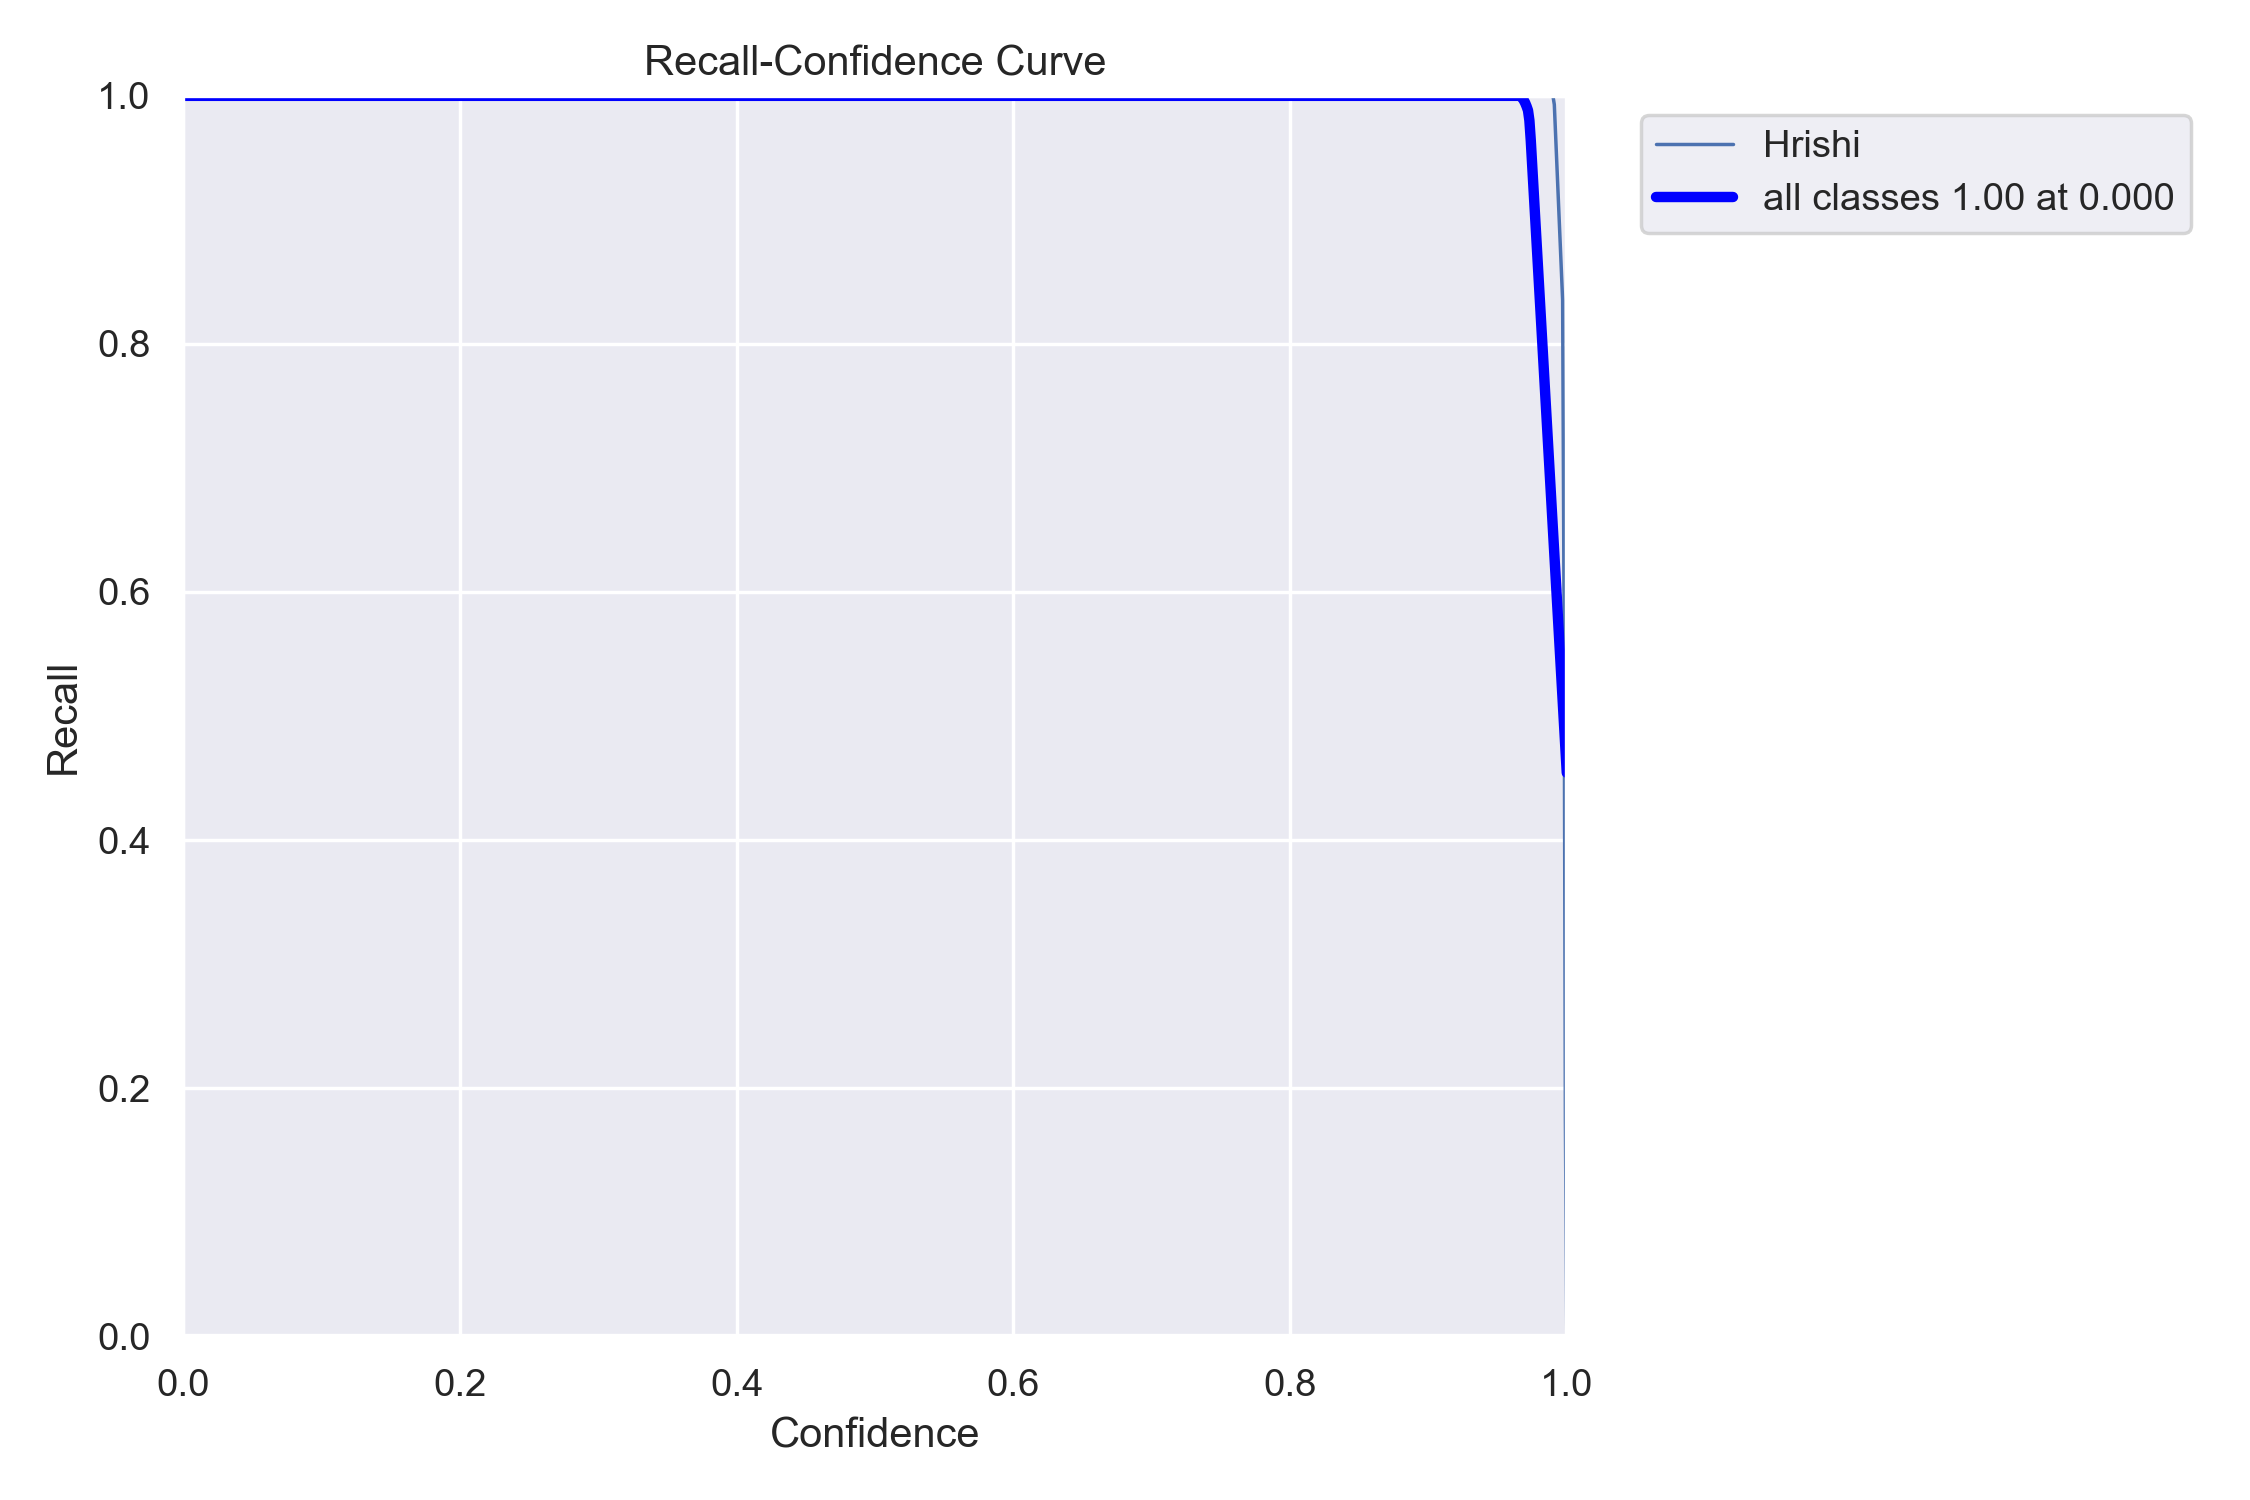 Recall-Confidence Curve
1.0
0.8
0.6
0.4
0.2
0.0
Recall
0.0 0.2 0.4 0.6 0.8 1.0
Confidence
Hrishi
all classes 1.00 at 0.000